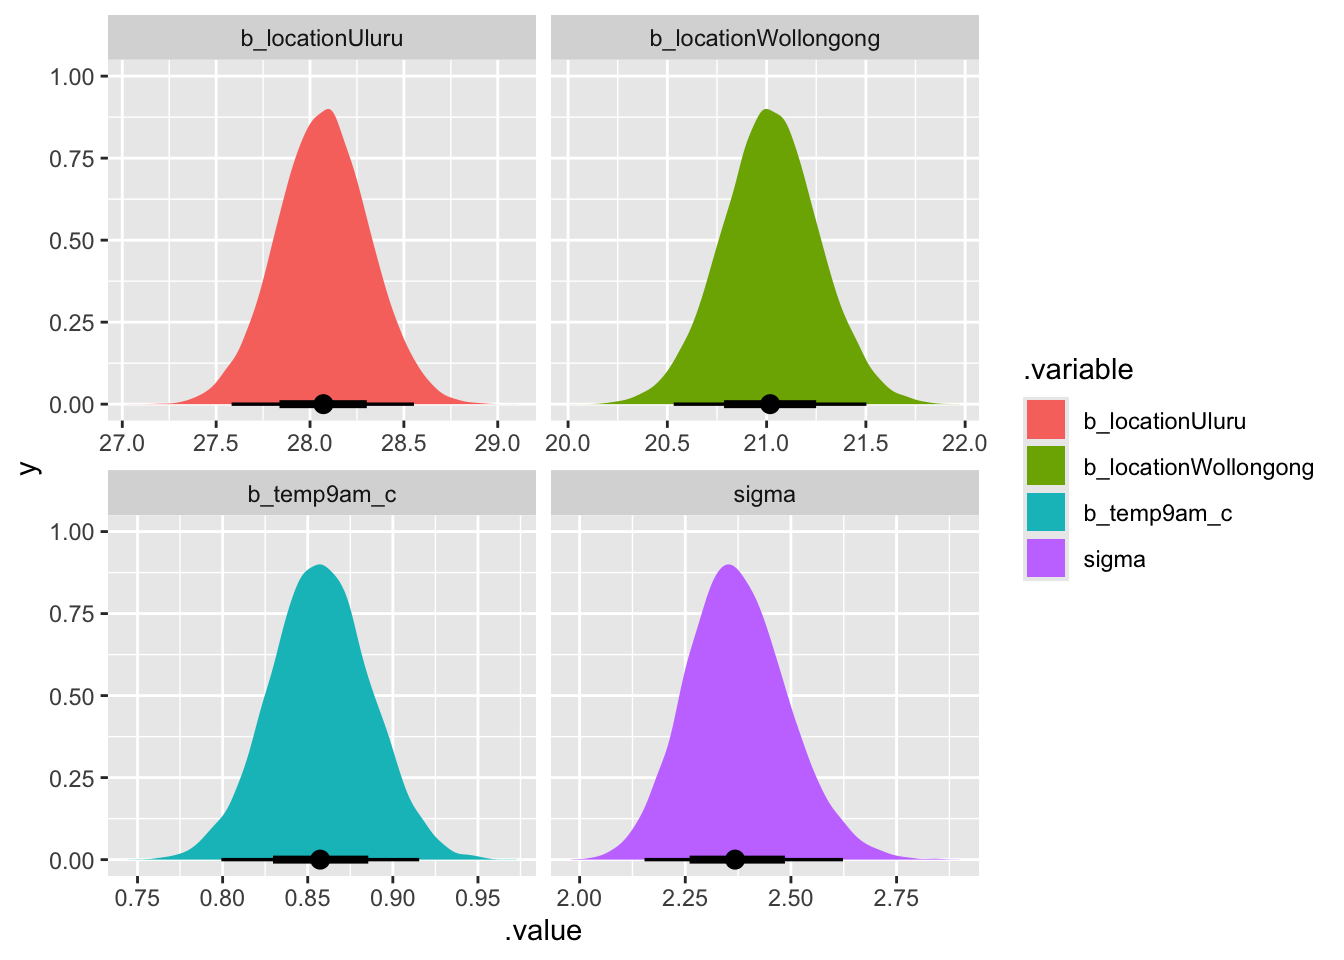 b_locationUluru
b_locationWollongong
1.00
0.75
0.50
0.25
0.00
27.0 27.5 28.0 28.5 29.0
20.0 20.5 21.0 21.5 22.0
b_temp9am_c
sigma
1.00
0.75
0.50
0.25
0.00
0.75 0.80 0.85 0.90 0.95
2.00 2.25 2.50 2.75
y
.value
.variable
b_locationUluru
b_locationWollongong
b_temp9am_c
sigma